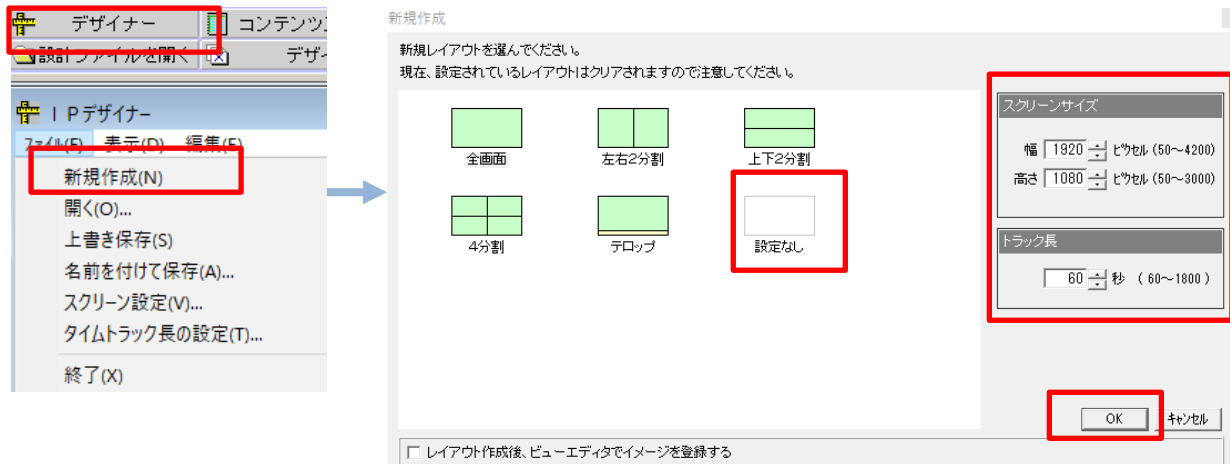 デザイナー
コンテンツ
設計ファイルを開く
デザ
IPデザイナー
ファイル(F) 表示(D) 編集(E)
新規作成(N)
開く(O)...
上書き保存(S)
名前を付けて保存(A)...
スクリーン設定(V)...
タイムトラック長の設定(T)...
終了(X)
新規作成
新規レイアウトを選んでください。
現在、設定されているレイアウトはクリアされますので注意してください。
全画面
左右2分割
上下2分割
4分割
テロップ
設定なし
スクリーンサイズ
幅 1920 ピクセル (50～4200)
高さ 1080 ピクセル (50～3000)
トラック長
60 秒 ( 60～1800 )
OK
キャンセル
レイアウト作成後、ビューエディタでイメージを登録する